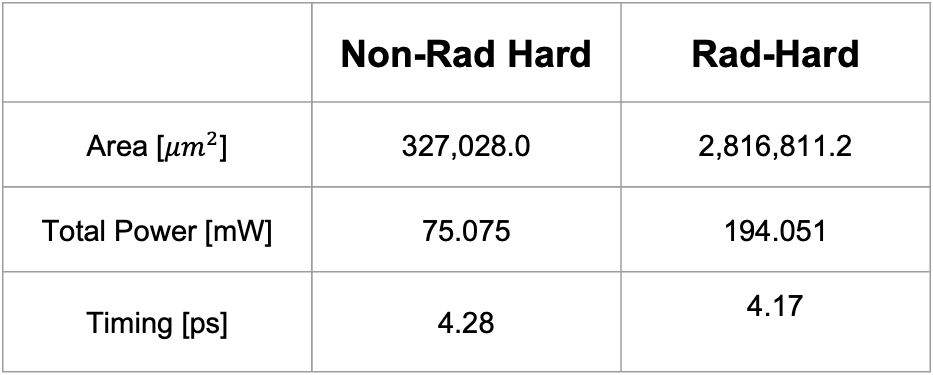 Non-Rad Hard Rad-Hard
Area [𝜇𝑚²] 327,028.0 2,816,811.2
Total Power [mW] 75.075 194.051
Timing [ps] 4.28 4.17